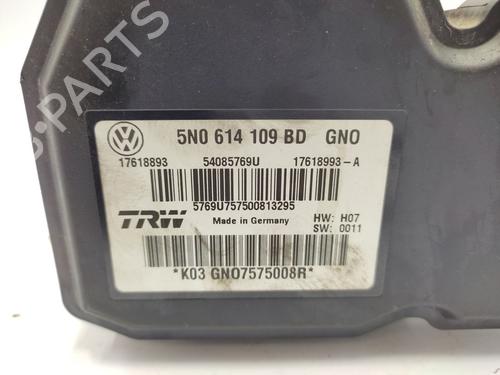 B-PARTS
5N0 614 109 BD GNO
17618893 54085769U 17618993-A
5769U757500813295
TRW Made in Germany HW: H07
SW: 0011
*K03 GNO7575008R*